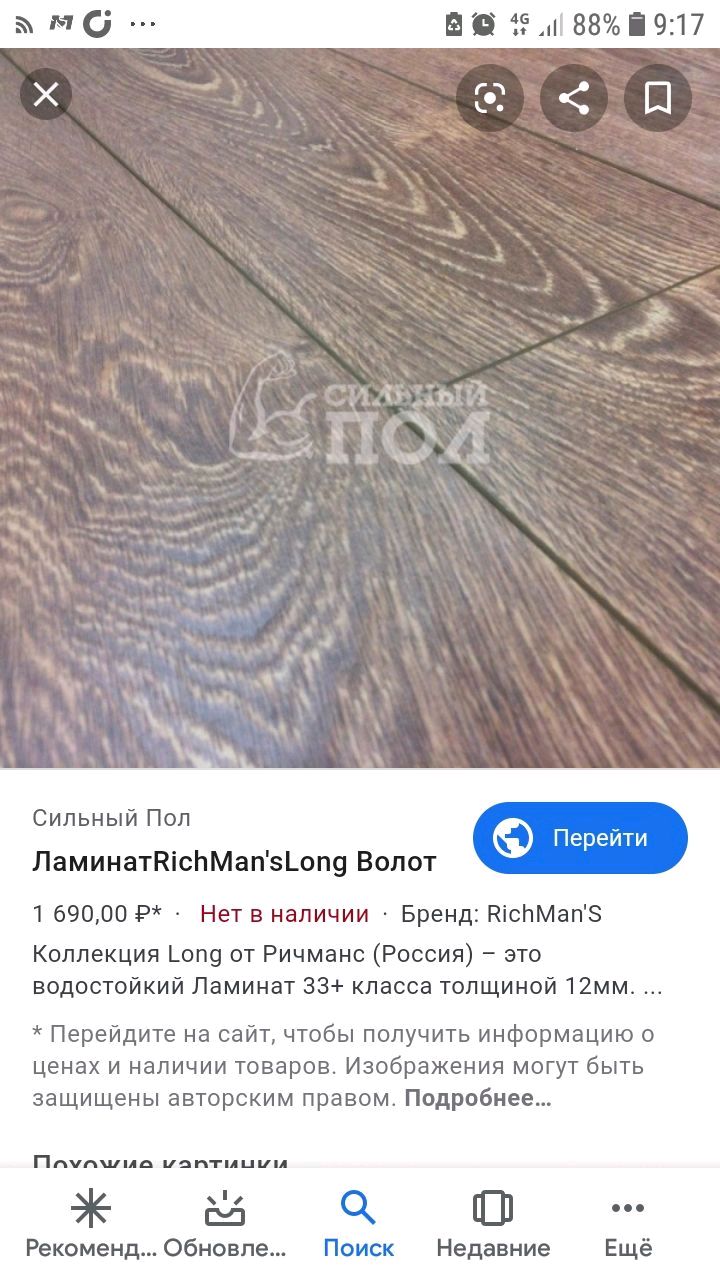 4G 88% 9:17
СИЛЬНЫЙ
ПОЛ
Сильный Пол
Перейти
ЛаминатRichMan'sLong Волот
1 690,00 ₽* · Нет в наличии · Бренд: RichMan'S
Коллекция Long от Ричманс (Россия) – это
водостойкий Ламинат 33+ класса толщиной 12мм. ...
* Перейдите на сайт, чтобы получить информацию о
ценах и наличии товаров. Изображения могут быть
защищены авторским правом. Подробнее…
Похожие картинки
Рекоменд... Обновле... Поиск Недавние Ещё